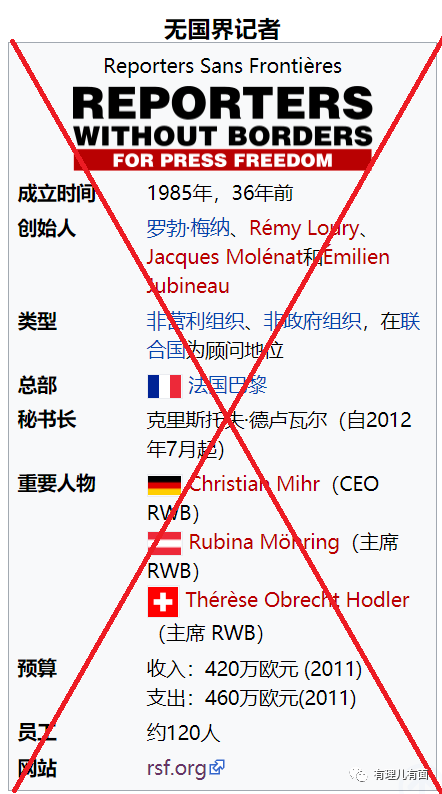 无国界记者
Reporters Sans Frontières
REPORTERS
WITHOUT BORDERS
FOR PRESS FREEDOM
成立时间 1985年，36年前
创始人 罗勃·梅纳、Rémy Loury、
Jacques Molénat和Émilien
Jubineau
类型 非营利组织、非政府组织，在联
合国为顾问地位
总部 法国巴黎
秘书长 克里斯托夫·德卢瓦尔（自2012
年7月起）
重要人物 Christian Mihr（CEO
RWB）
Rubina Möhring（主席
RWB）
Thérèse Obrecht Hodler
（主席 RWB）
预算 收入：420万欧元 (2011)
支出：460万欧元(2011)
员工 约120人
网站 rsf.org
有理儿有面